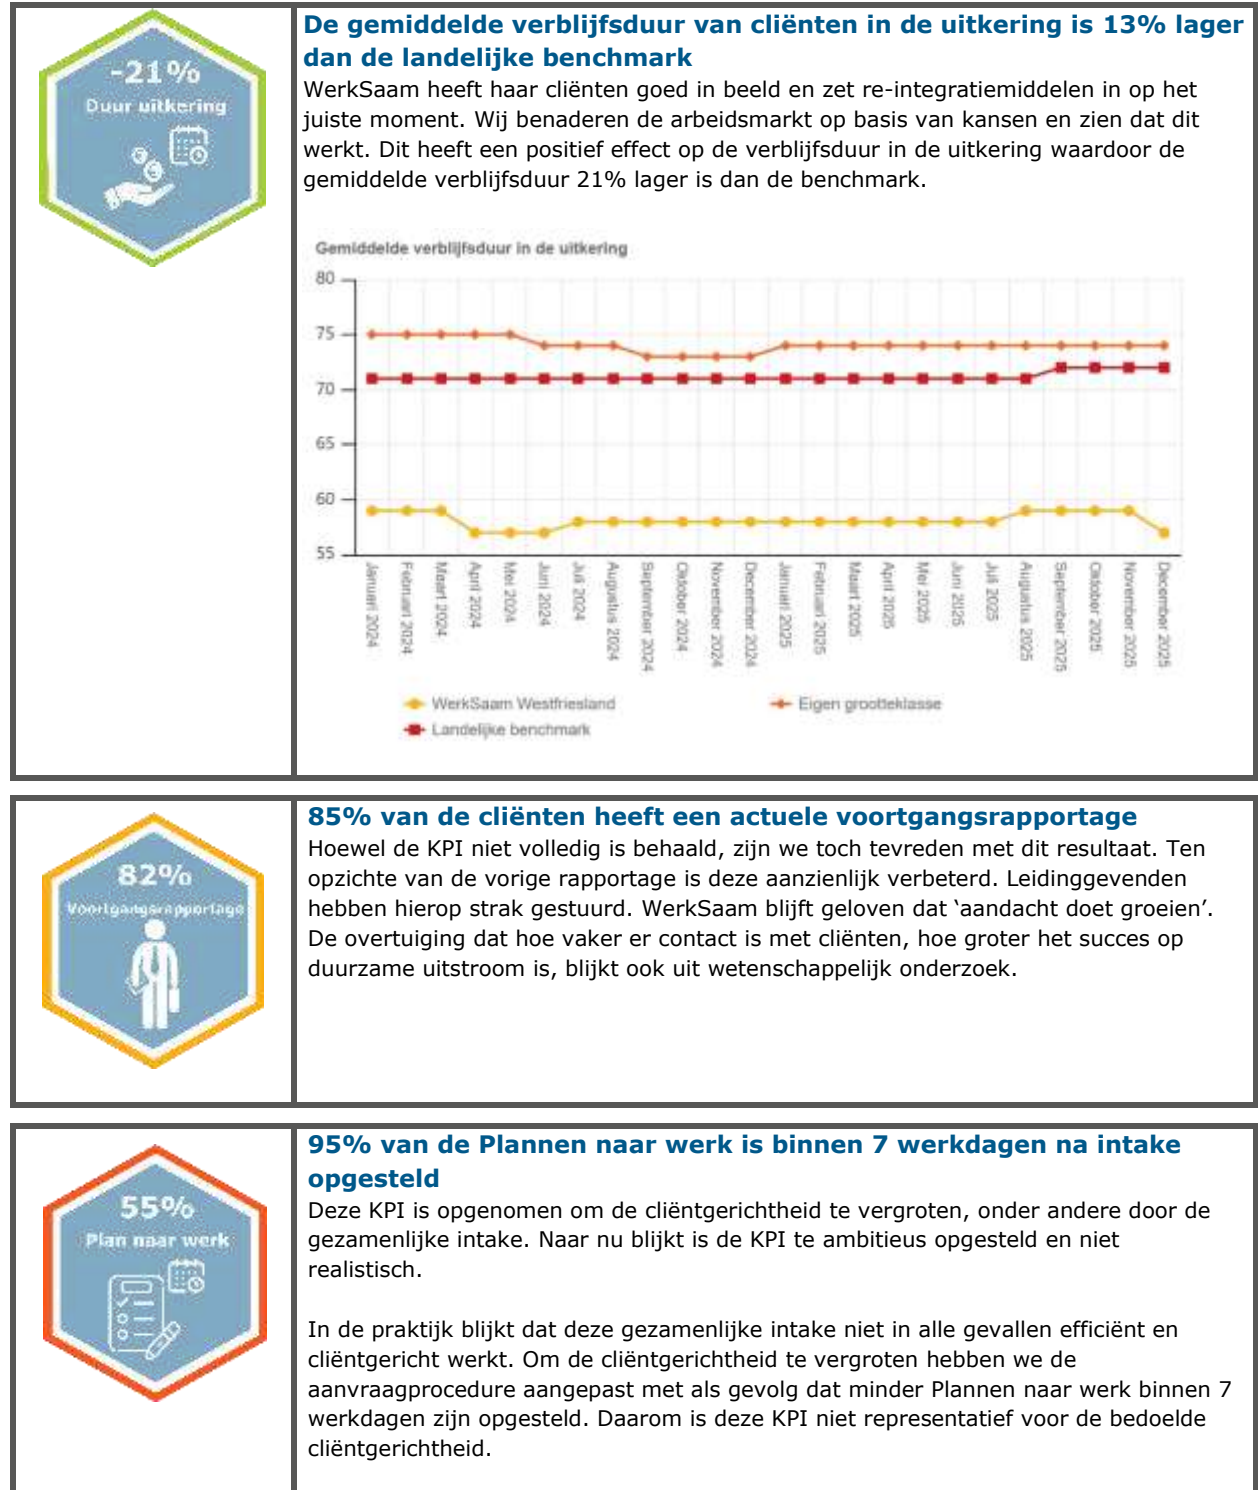 -21%
Duur uitkering
De gemiddelde verblijfsduur van cliënten in de uitkering is 13% lager
dan de landelijke benchmark
WerkSaam heeft haar cliënten goed in beeld en zet re-integratiemiddelen in op het
juiste moment. Wij benaderen de arbeidsmarkt op basis van kansen en zien dat dit
werkt. Dit heeft een positief effect op de verblijfsduur in de uitkering waardoor de
gemiddelde verblijfsduur 21% lager is dan de benchmark.
Gemiddelde verblijfsduur in de uitkering
80
75
70
65
60
55
Januari 2024
Februari 2024
Maart 2024
April 2024
Mei 2024
Juni 2024
Juli 2024
Augustus 2024
September 2024
Oktober 2024
November 2024
December 2024
Januari 2025
Februari 2025
Maart 2025
April 2025
Mei 2025
Juni 2025
Juli 2025
Augustus 2025
September 2025
Oktober 2025
November 2025
December 2025
WerkSaam Westfriesland
Eigen grootteklasse
Landelijke benchmark
82%
Voortgangsrapportage
85% van de cliënten heeft een actuele voortgangsrapportage
Hoewel de KPI niet volledig is behaald, zijn we toch tevreden met dit resultaat. Ten
opzichte van de vorige rapportage is deze aanzienlijk verbeterd. Leidinggevenden
hebben hierop strak gestuurd. WerkSaam blijft geloven dat ‘aandacht doet groeien’.
De overtuiging dat hoe vaker er contact is met cliënten, hoe groter het succes op
duurzame uitstroom is, blijkt ook uit wetenschappelijk onderzoek.
55%
Plan naar werk
95% van de Plannen naar werk is binnen 7 werkdagen na intake
opgesteld
Deze KPI is opgenomen om de cliëntgerichtheid te vergroten, onder andere door de
gezamenlijke intake. Naar nu blijkt is de KPI te ambitieus opgesteld en niet
realistisch.
In de praktijk blijkt dat deze gezamenlijke intake niet in alle gevallen efficiënt en
cliëntgericht werkt. Om de cliëntgerichtheid te vergroten hebben we de
aanvraagprocedure aangepast met als gevolg dat minder Plannen naar werk binnen 7
werkdagen zijn opgesteld. Daarom is deze KPI niet representatief voor de bedoelde
cliëntgerichtheid.